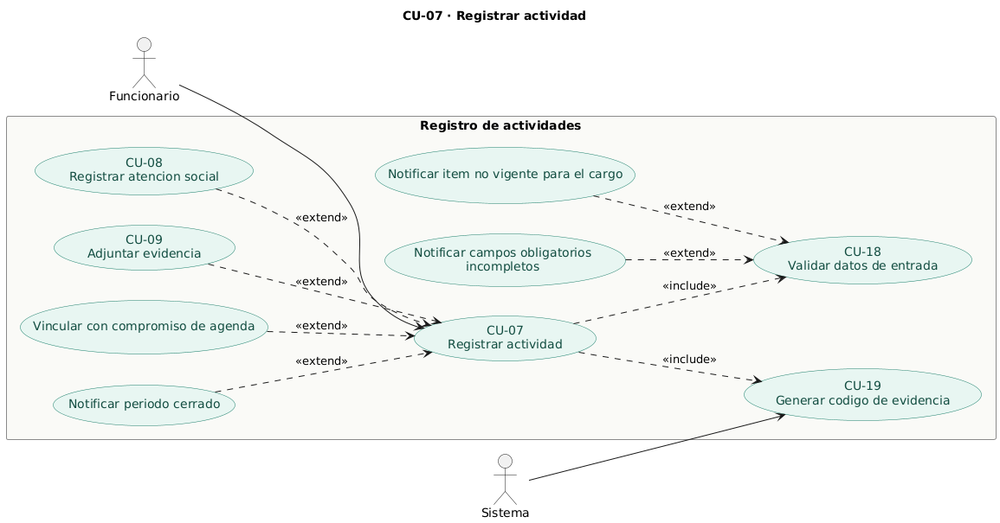 CU-07 · Registrar actividad
Funcionario
Registro de actividades
CU-08
Registrar atencion social
CU-09
Adjuntar evidencia
Vincular con compromiso de agenda
Notificar periodo cerrado
«extend»
«extend»
«extend»
«extend»
Notificar item no vigente para el cargo
Notificar campos obligatorios
incompletos
CU-07
Registrar actividad
«extend»
«extend»
«include»
«include»
CU-18
Validar datos de entrada
CU-19
Generar codigo de evidencia
Sistema